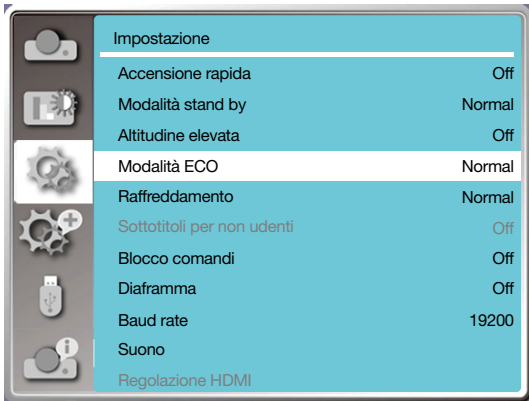 Impostazione
Accensione rapida Off
Modalità stand by Normal
Altitudine elevata Off
Modalità ECO Normal
Raffreddamento Normal
Sottotitoli per non udenti Off
Blocco comandi Off
Diaframma Off
Baud rate 19200
Suono
Regolazione HDMI